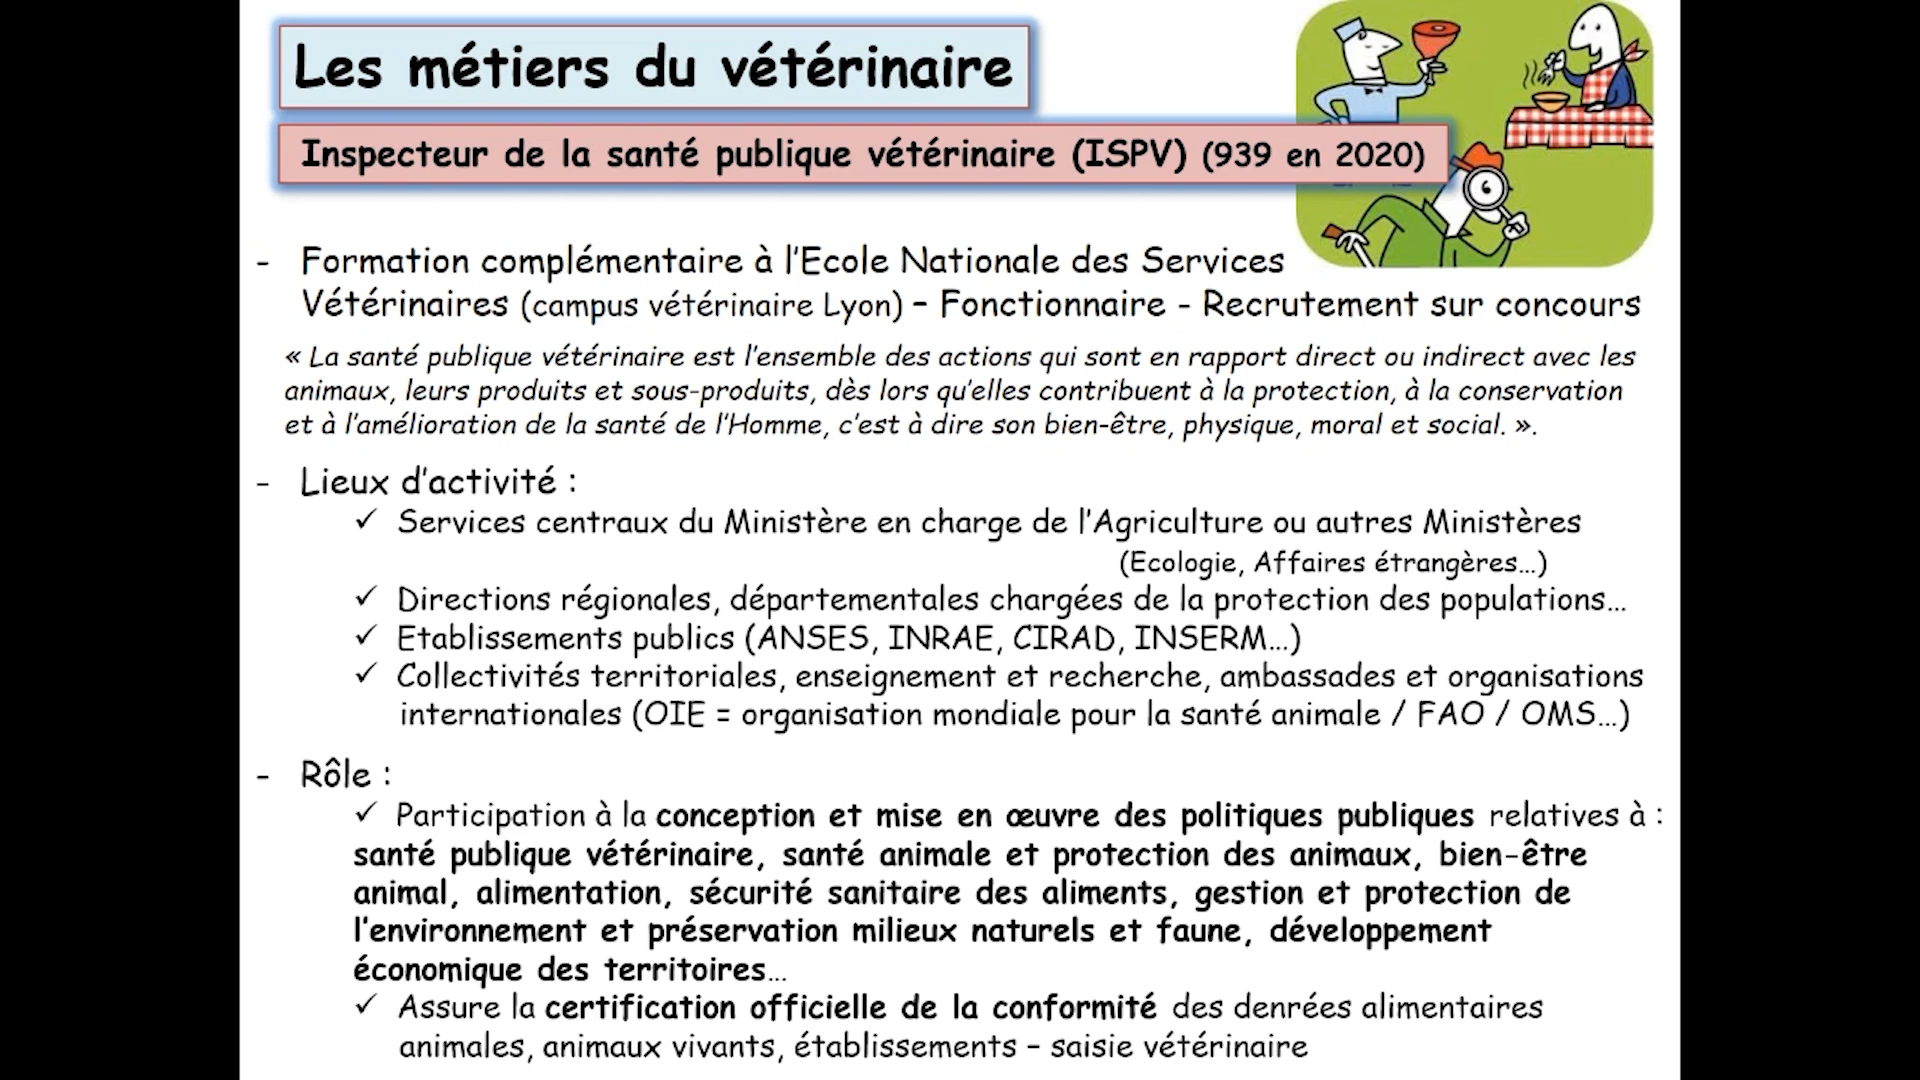 Les métiers du vétérinaire
Inspecteur de la santé publique vétérinaire (ISPV) (939 en 2020)
- Formation complémentaire à l’Ecole Nationale des Services
Vétérinaires (campus vétérinaire Lyon) – Fonctionnaire - Recrutement sur concours
« La santé publique vétérinaire est l’ensemble des actions qui sont en rapport direct ou indirect avec les
animaux, leurs produits et sous-produits, dès lors qu’elles contribuent à la protection, à la conservation
et à l’amélioration de la santé de l’Homme, c’est à dire son bien-être, physique, moral et social. ».
- Lieux d’activité :
✓ Services centraux du Ministère en charge de l’Agriculture ou autres Ministères
(Ecologie, Affaires étrangères…)
✓ Directions régionales, départementales chargées de la protection des populations…
✓ Etablissements publics (ANSES, INRAE, CIRAD, INSERM…)
✓ Collectivités territoriales, enseignement et recherche, ambassades et organisations
internationales (OIE = organisation mondiale pour la santé animale / FAO / OMS…)
- Rôle :
✓ Participation à la conception et mise en œuvre des politiques publiques relatives à :
santé publique vétérinaire, santé animale et protection des animaux, bien-être
animal, alimentation, sécurité sanitaire des aliments, gestion et protection de
l’environnement et préservation milieux naturels et faune, développement
économique des territoires…
✓ Assure la certification officielle de la conformité des denrées alimentaires
animales, animaux vivants, établissements – saisie vétérinaire